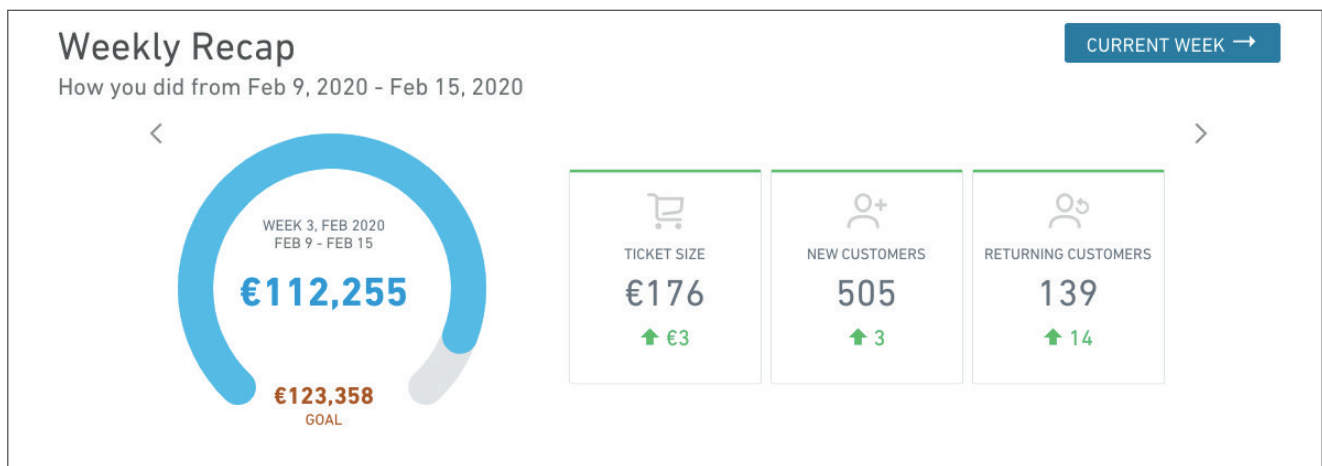 Weekly Recap
CURRENT WEEK →
How you did from Feb 9, 2020 - Feb 15, 2020
WEEK 3, FEB 2020
FEB 9 - FEB 15
€112,255
€123,358
GOAL
TICKET SIZE
€176
€3
NEW CUSTOMERS
505
3
RETURNING CUSTOMERS
139
14